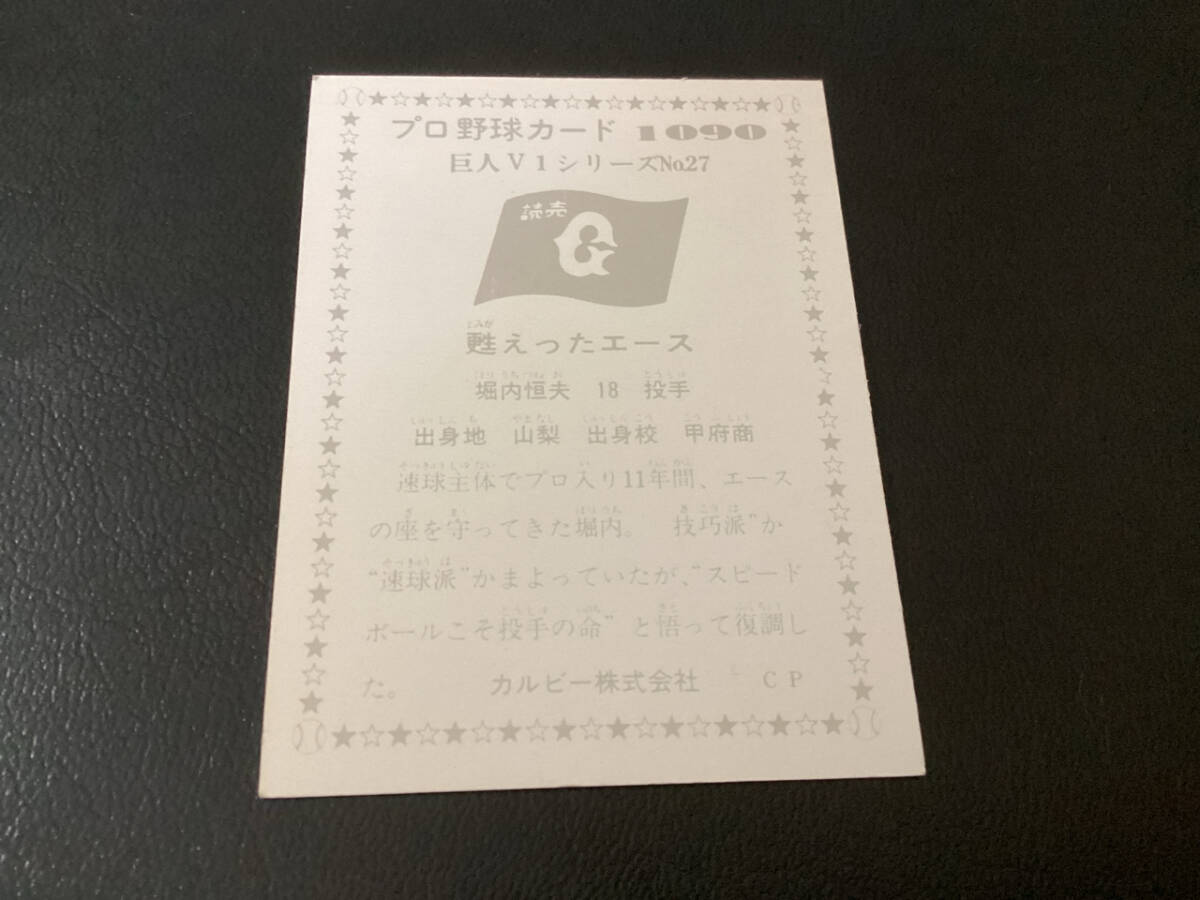 プロ野球カード 1090
巨人V1シリーズNo.27
読売
G
甦えったエース
堀内恒夫 18 投手
出身地 山梨 出身校 甲府商
速球主体でプロ入り11年間、エース
の座を守ってきた堀内。 技巧派”か
“速球派”かまよっていたが、“スピード
ボールこそ投手の命”と悟って復調し
た。 カルビー株式会社 CP